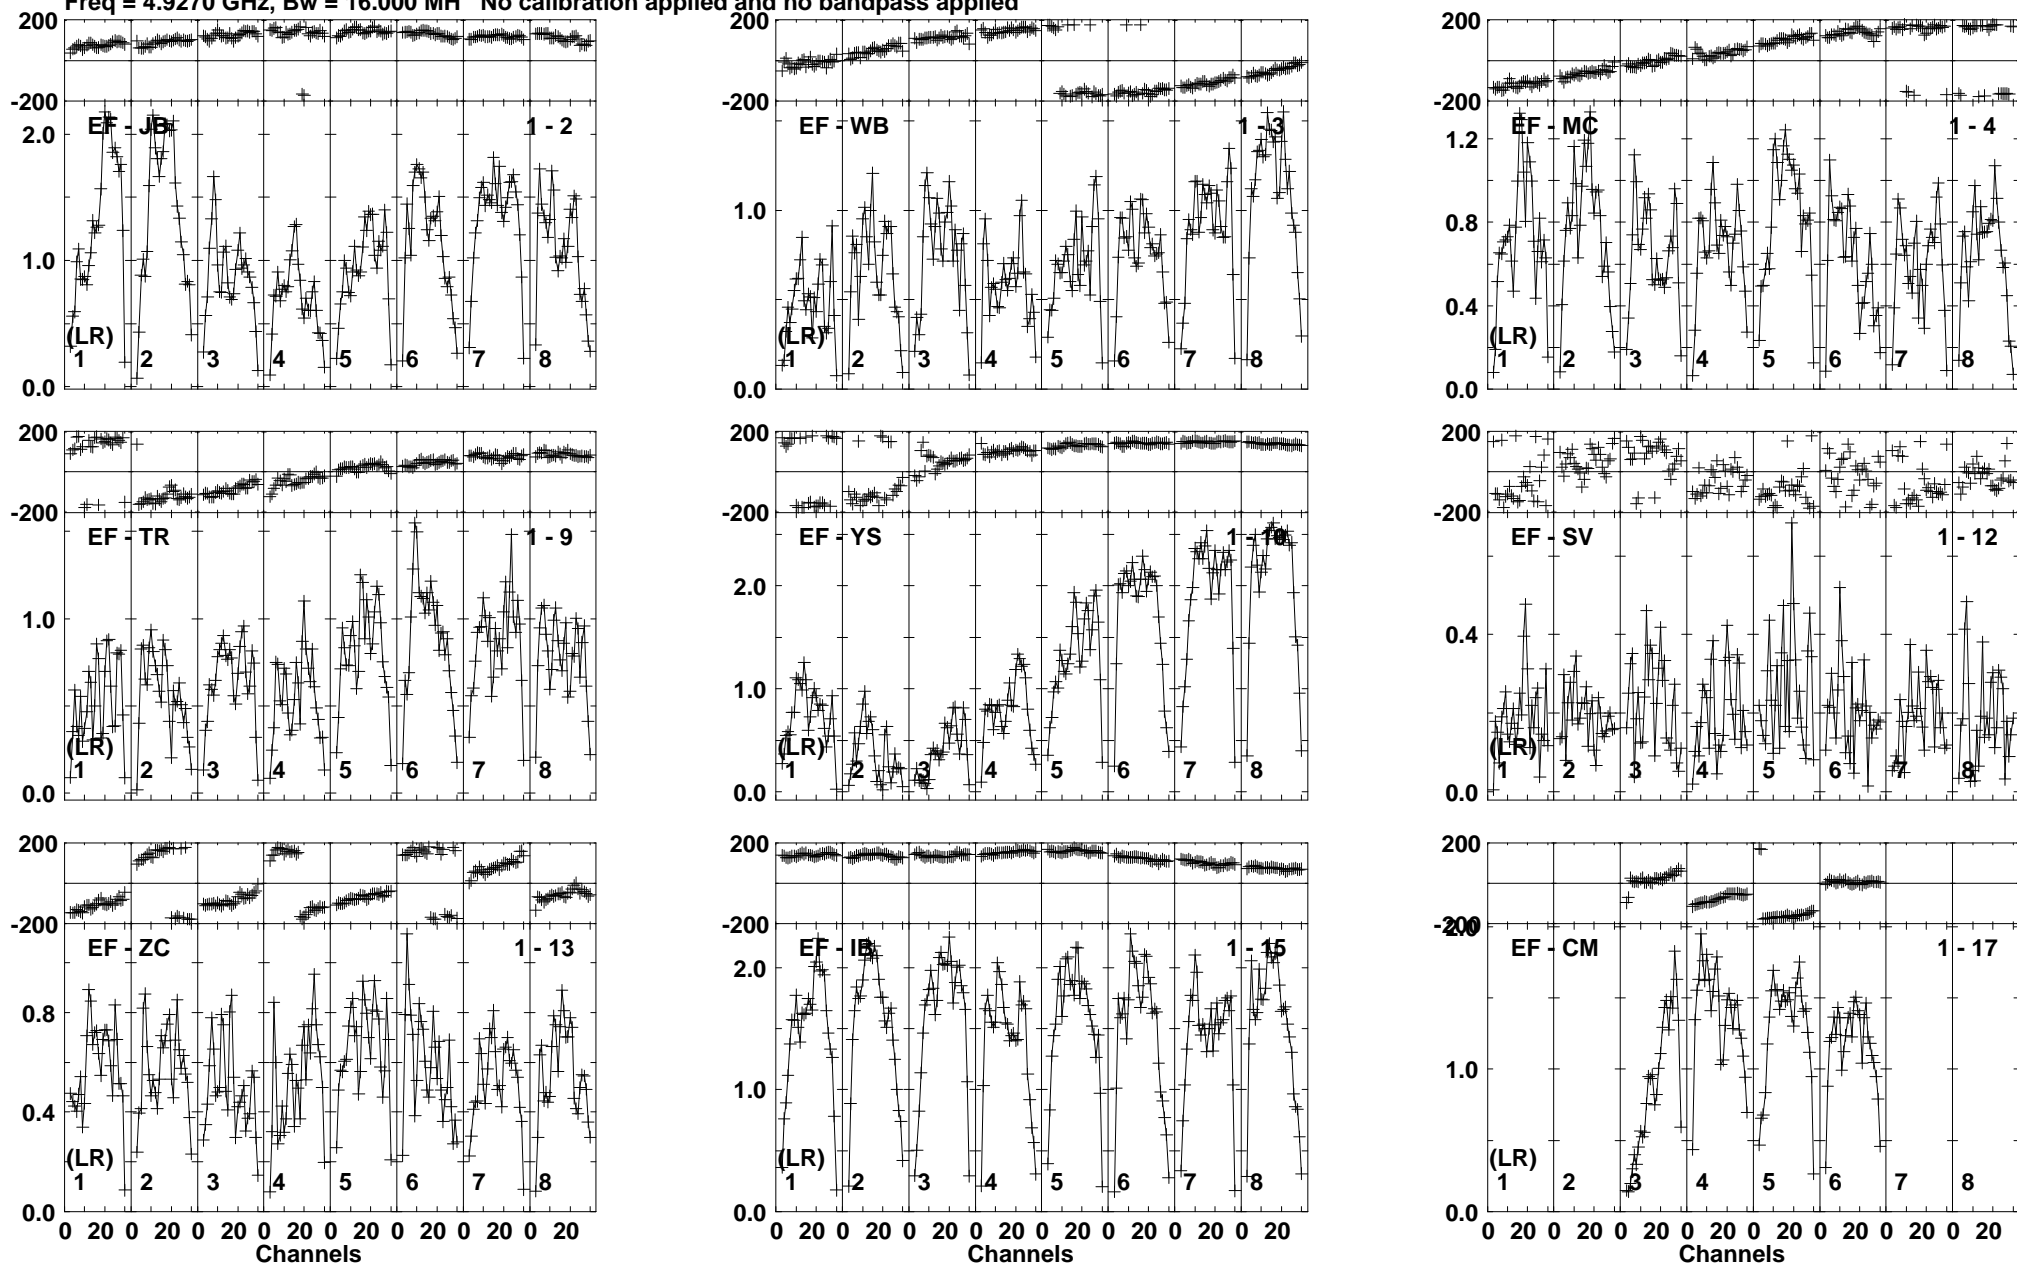 Freq = 4.9270 GHz, Bw = 16.000 MH No calibration applied and no bandpass applied
200 200 200
-200 -200 -200
EF - JB 1 - 2 EF - WB 1 - 3 EF - MC 1 - 4
2.0 1.2
1.0 1.0 0.8
0.4
(LR) (LR) (LR)
1 2 3 4 5 6 7 8 1 2 3 4 5 6 7 8 1 2 3 4 5 6 7 8
0.0 0.0 0.0
200 200 200
-200 -200 -200
EF - TR 1 - 9 EF - YS 1 - 10 EF - SV 1 - 12
2.0
1.0 1.0 0.4
(LR) (LR) (LR)
1 2 3 4 5 6 7 8 1 2 3 4 5 6 7 8 1 2 3 4 5 6 7 8
0.0 0.0 0.0
200 200 200
-200 -200 -200
2.0
EF - ZC 1 - 13 EF - IB 1 - 15 EF - CM 1 - 17
0.8 2.0
0.4 1.0 1.0
(LR) (LR) (LR)
1 2 3 4 5 6 7 8 1 2 3 4 5 6 7 8 1 2 3 4 5 6 7 8
0.0 0.0 0.0
0 20 0 20 0 20 0 20 0 20 0 20 0 20 0 20 0 20 0 20 0 20 0 20 0 20 0 20 0 20 0 20 0 20 0 20 0 20 0 20 0 20 0 20 0 20 0 20
Channels Channels Channels